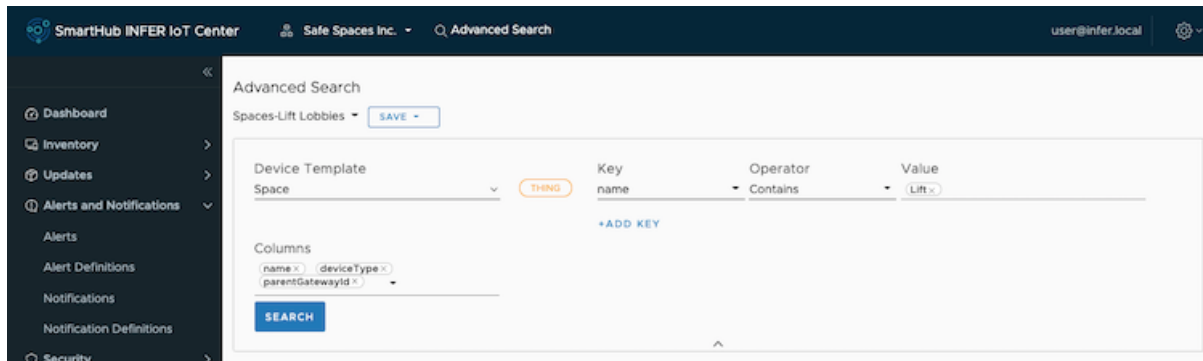 SmartHub INFER IoT Center Safe Spaces Inc. Advanced Search user@infer.local
Advanced Search
Dashboard
Spaces-Lift Lobbies SAVE
Inventory
Updates
Device Template Key Operator Value
Space THING name Contains Lift ×
Alerts and Notifications
+ADD KEY
Alerts
Columns
Alert Definitions
name × deviceType ×
parentGatewayId ×
Notifications
SEARCH
Notification Definitions
Security